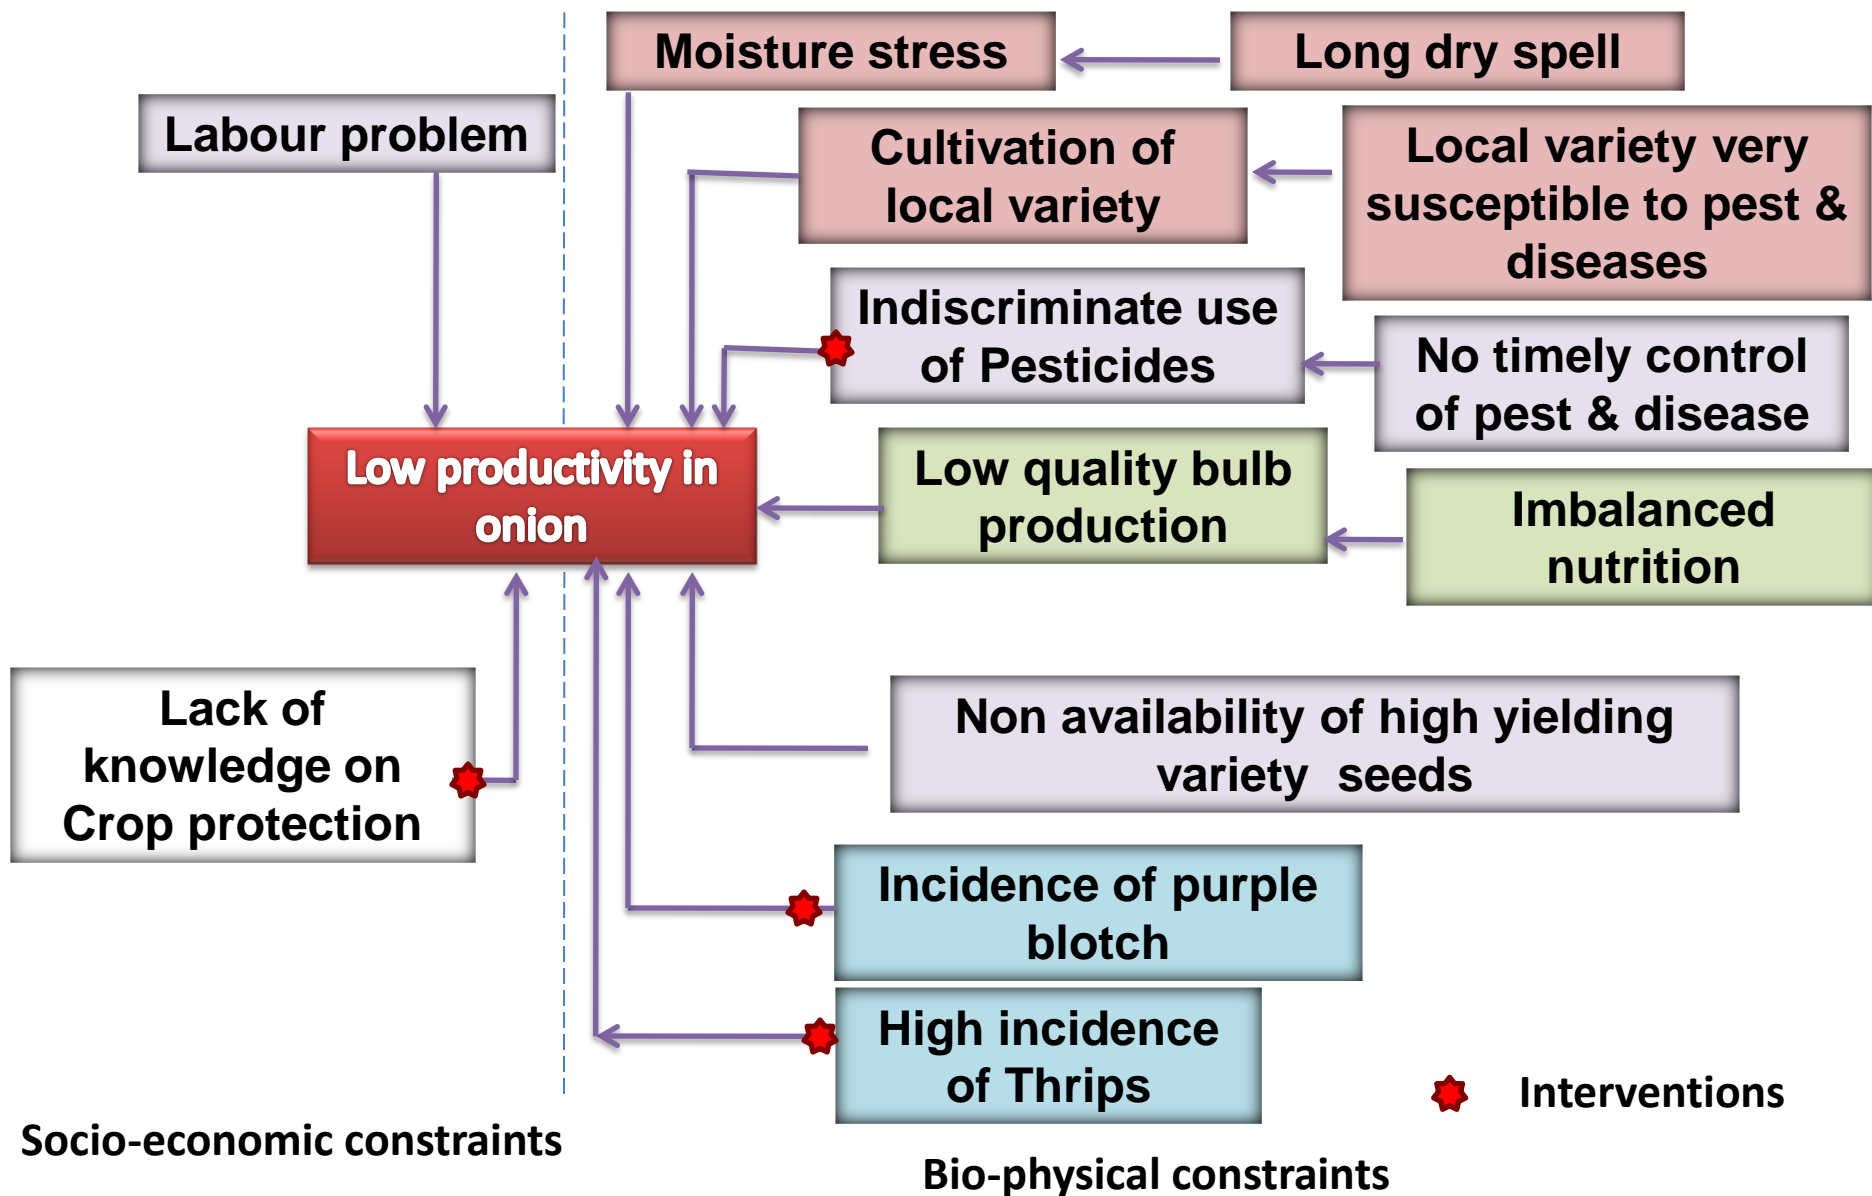 Moisture stress
Long dry spell
Labour problem
Cultivation of
local variety
Local variety very
susceptible to pest &
diseases
Indiscriminate use
of Pesticides
No timely control
of pest & disease
Low productivity in
onion
Low quality bulb
production
Imbalanced
nutrition
Lack of
knowledge on
Crop protection
Non availability of high yielding
variety  seeds
Incidence of purple
blotch
High incidence
of Thrips
Interventions
Socio-economic constraints
Bio-physical constraints